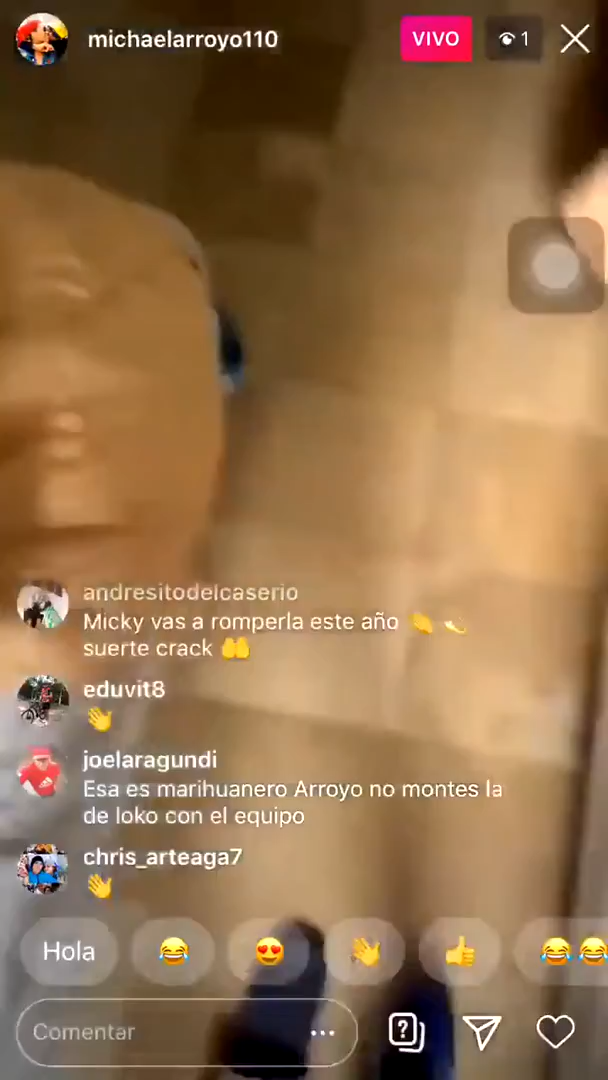 michaelarroyo110
VIVO
1
andresitodelcaserio
Micky vas a romperla este año 👏 💫
suerte crack 🤲
eduvit8
👋
joelaragundi
Esa es marihuanero Arroyo no montes la
de loko con el equipo
chris_arteaga7
👋
Hola 😂 😍 👋 👍 😂😂
Comentar